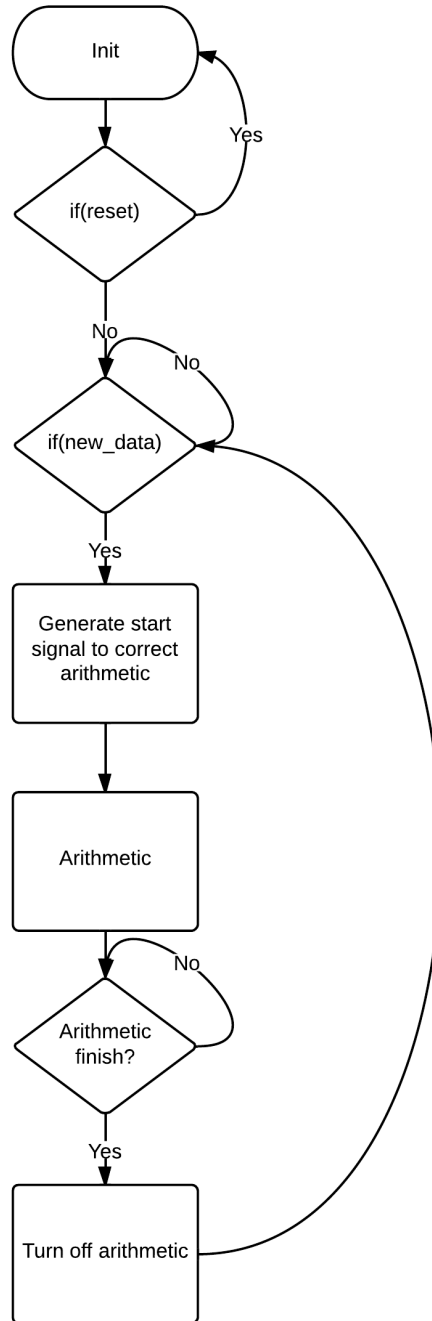 Init
Yes
if(reset)
No
No
if(new_data)
Yes
Generate start
signal to correct
arithmetic
Arithmetic
No
Arithmetic
finish?
Yes
Turn off arithmetic